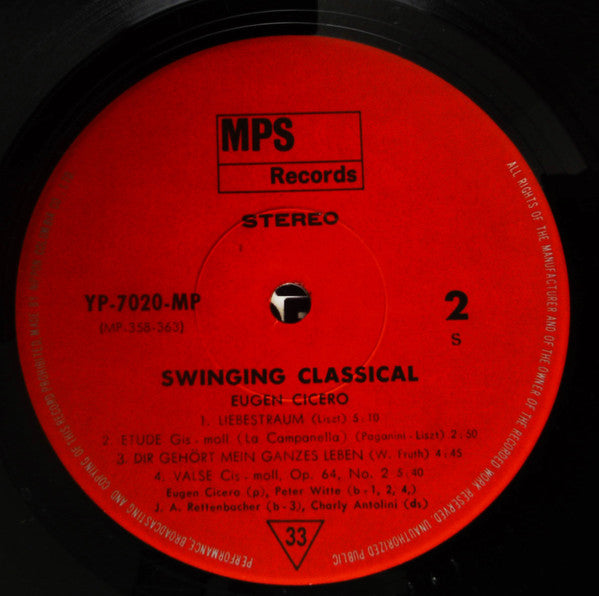 MPS
Records
STEREO
YP-7020-MP
(MP-358-363)
2
S
SWINGING CLASSICAL
EUGEN CICERO
1. LIEBESTRAUM (Liszt) 5:10
2. ETUDE Gis-moll (La Campanella) (Paganini-Liszt) 2:50
3. DIR GEHÖRT MEIN GANZES LEBEN (W. Fruth) 4:45
4. VALSE Cis-moll, Op. 64, No. 2 5:40
Eugen Cicero (p), Peter Witte (b-1, 2, 4,)
J. A. Rettenbacher (b-3), Charly Antolini (ds)
33
ALL RIGHTS OF THE MANUFACTURER AND OF THE OWNER OF THE RECORDED WORK RESERVED. UNAUTHORIZED PUBLIC
PERFORMANCE, BROADCASTING AND COPYING OF THIS RECORD PROHIBITED MADE BY NIPPON